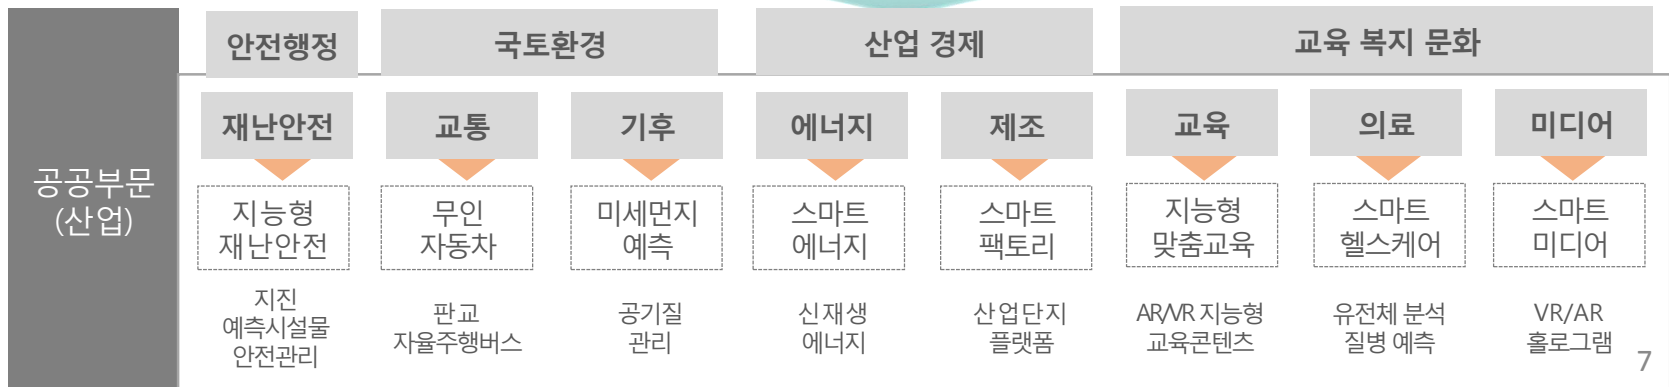 안전행정
국토환경
산업 경제
교육 복지 문화
공공부문
(산업)
재난안전
교통
기후
에너지
제조
교육
의료
미디어
지능형
재난안전
무인
자동차
미세먼지
예측
스마트
에너지
스마트
팩토리
지능형
맞춤교육
스마트
헬스케어
스마트
미디어
지진
예측시설물
안전관리
판교
자율주행버스
공기질
관리
신재생
에너지
산업단지
플랫폼
AR/VR 지능형
교육콘텐츠
유전체 분석
질병 예측
VR/AR
홀로그램
7